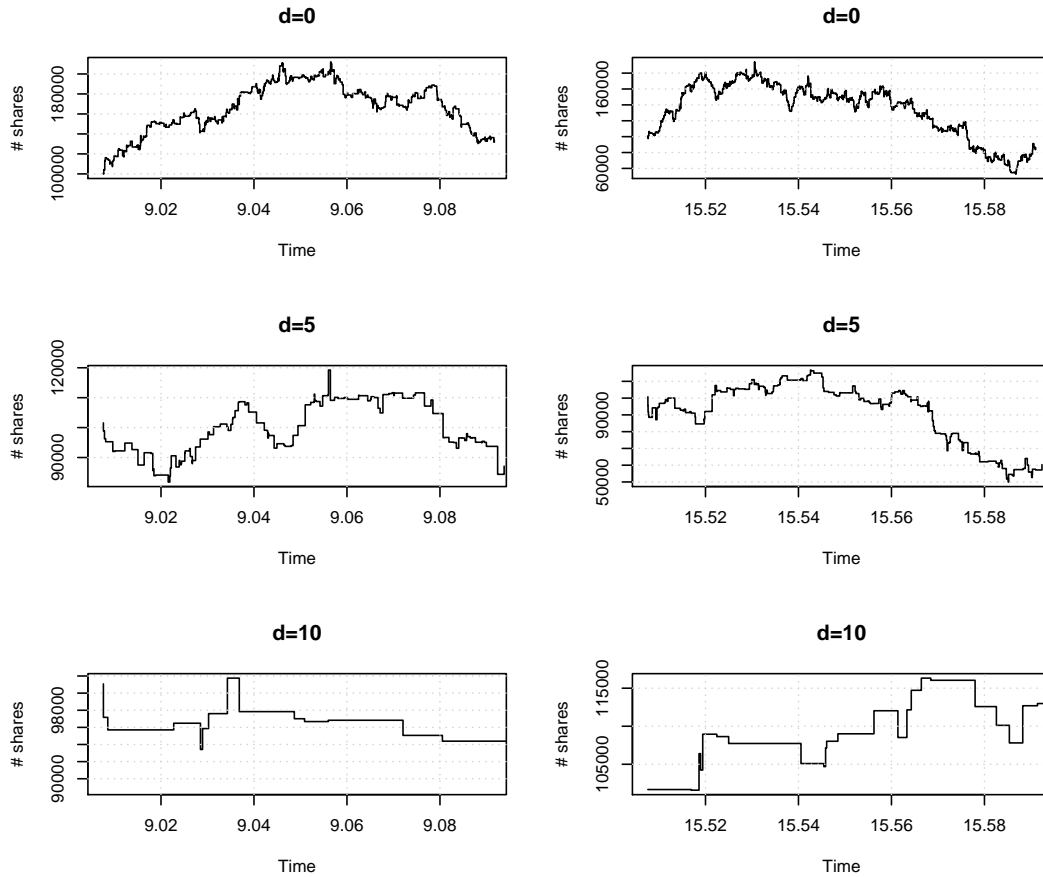 d=0
# shares
100000
180000
9.02 9.04 9.06 9.08
Time
d=0
# shares
60000
160000
15.52 15.54 15.56 15.58
Time
d=5
# shares
90000
120000
9.02 9.04 9.06 9.08
Time
d=5
# shares
50000
90000
15.52 15.54 15.56 15.58
Time
d=10
# shares
90000
98000
9.02 9.04 9.06 9.08
Time
d=10
# shares
105000
115000
15.52 15.54 15.56 15.58
Time